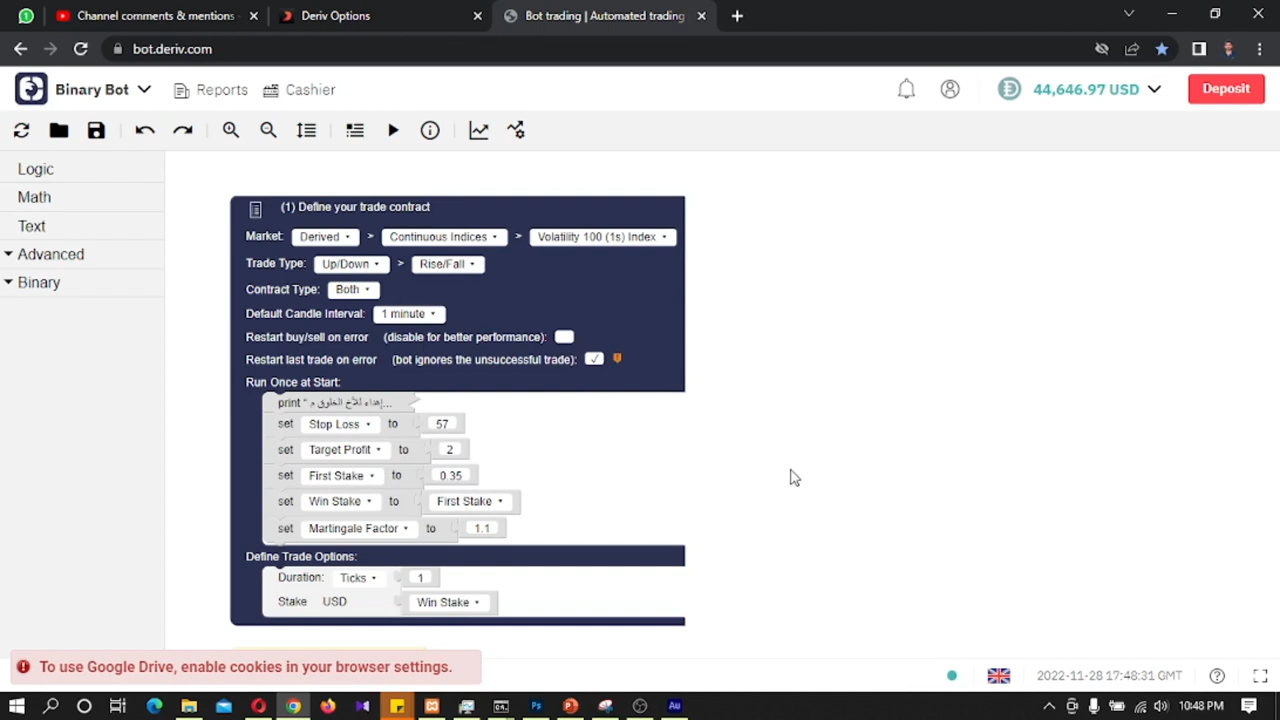 Channel comments & mentions
Deriv Options
Bot trading | Automated trading
bot.deriv.com
Binary Bot
Reports
Cashier
44,646.97 USD
Deposit
Logic
Math
Text
Advanced
Binary
(1) Define your trade contract
Market: Derived > Continuous Indices > Volatility 100 (1s) Index
Trade Type: Up/Down > Rise/Fall
Contract Type: Both
Default Candle Interval: 1 minute
Restart buy/sell on error (disable for better performance):
Restart last trade on error (bot ignores the unsuccessful trade): ✓
Run Once at Start:
print “ إهداء للأخ الخلوق م...
set Stop Loss to 57
set Target Profit to 2
set First Stake to 0.35
set Win Stake to First Stake
set Martingale Factor to 1.1
Define Trade Options:
Duration: Ticks 1
Stake USD Win Stake
To use Google Drive, enable cookies in your browser settings.
2022-11-28 17:48:31 GMT
Ps
Au
10:48 PM